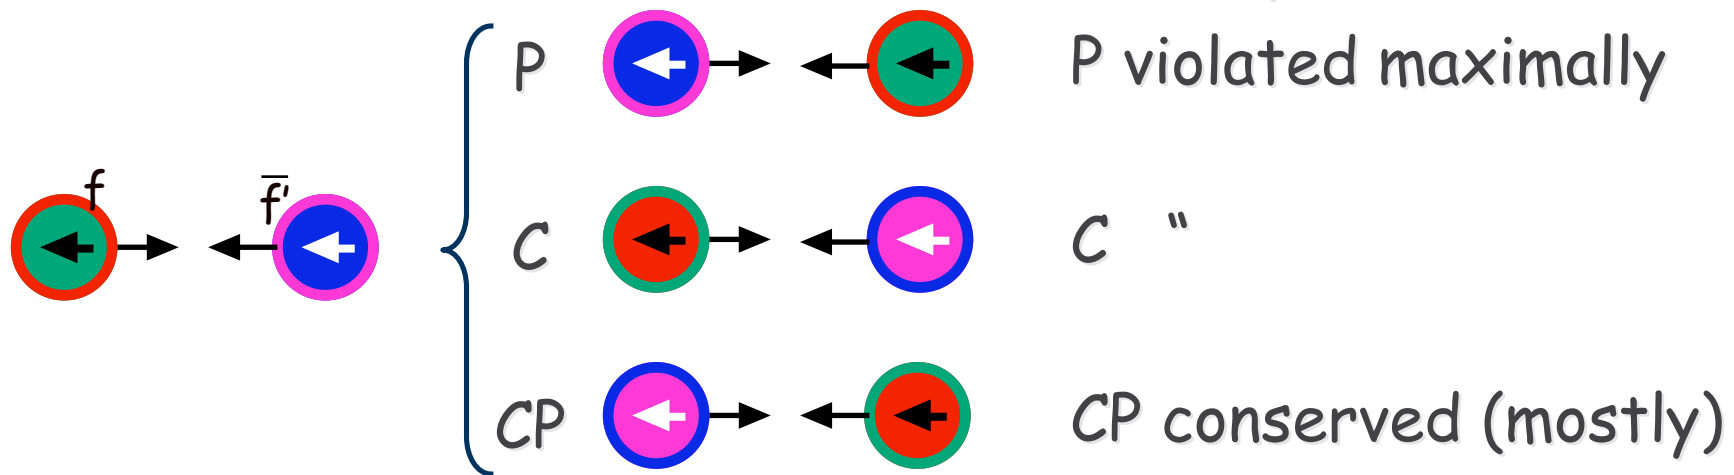 P P violated maximally
f f̅'
C C “
CP CP conserved (mostly)